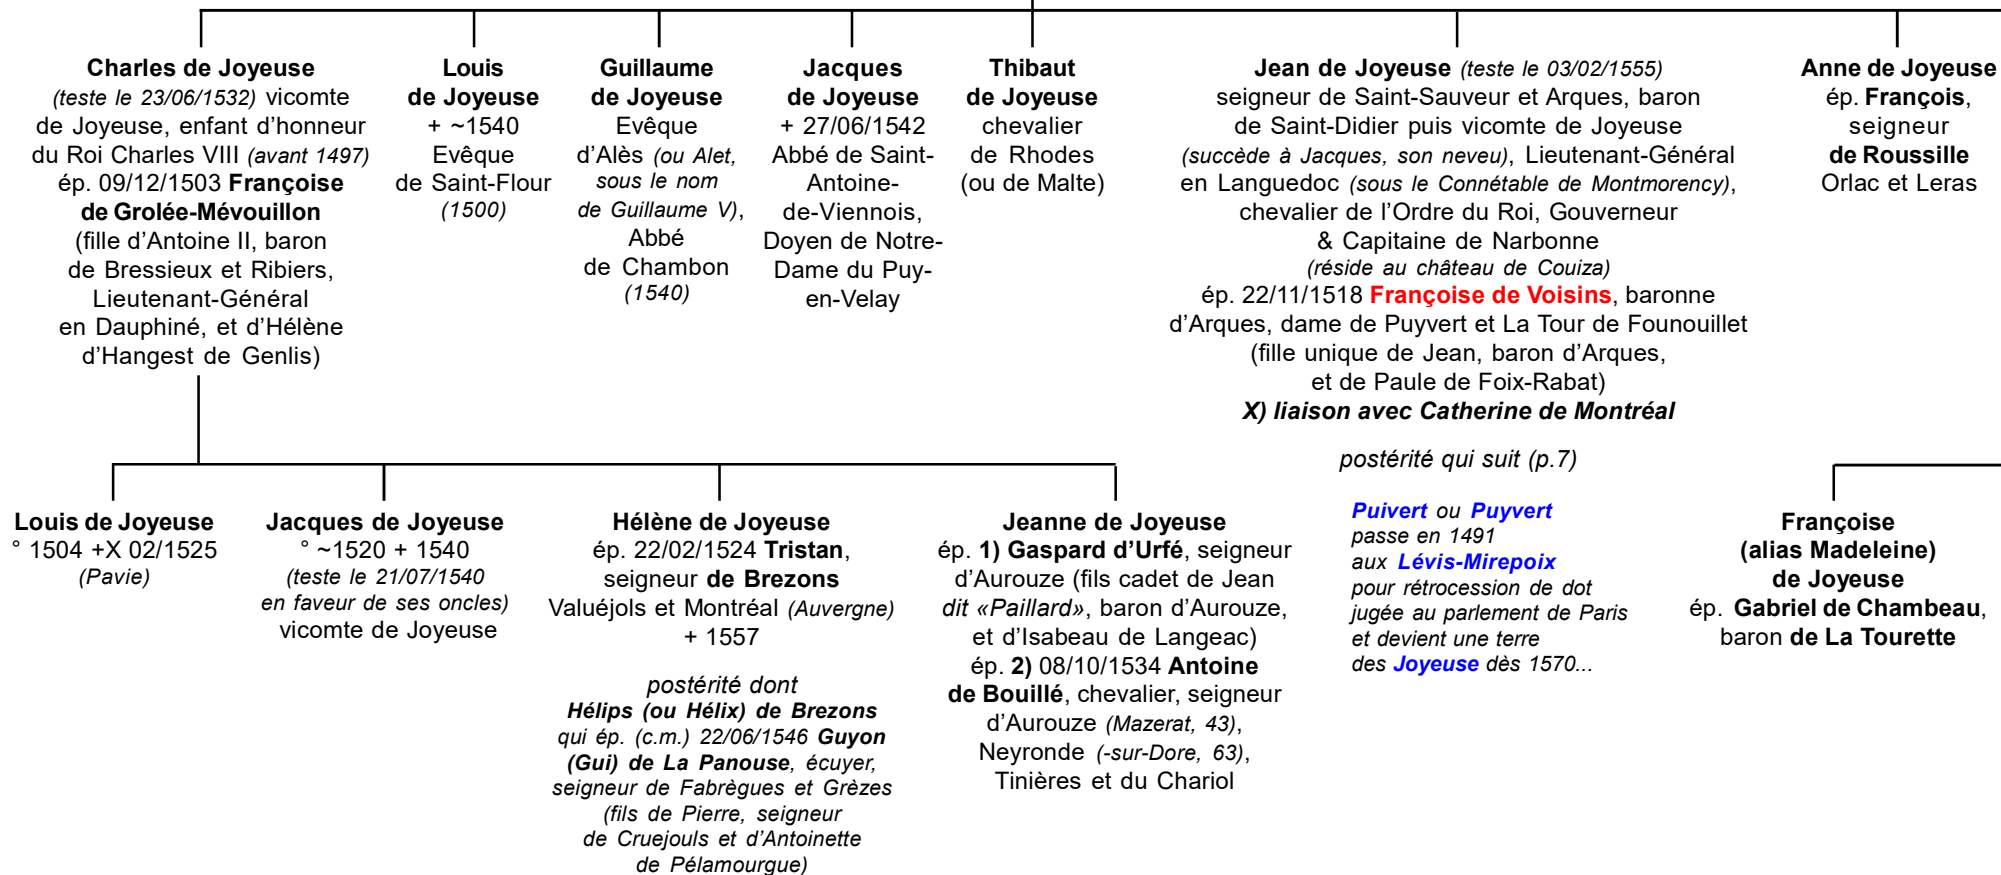 Charles de Joyeuse
(teste le 23/06/1532) vicomte
de Joyeuse, enfant d’honneur
du Roi Charles VIII (avant 1497)
ép. 09/12/1503 Françoise
de Grolée-Mévouillon
(fille d’Antoine II, baron
de Bressieux et Ribiers,
Lieutenant-Général
en Dauphiné, et d’Hélène
d’Hangest de Genlis)
Louis
de Joyeuse
+ ~1540
Evêque
de Saint-Flour
(1500)
Guillaume
de Joyeuse
Evêque
d’Alès (ou Alet,
sous le nom
de Guillaume V),
Abbé
de Chambon
(1540)
Jacques
de Joyeuse
+ 27/06/1542
Abbé de Saint-
Antoine-
de-Viennois,
Doyen de Notre-
Dame du Puy-
en-Velay
Thibaut
de Joyeuse
chevalier
de Rhodes
(ou de Malte)
Jean de Joyeuse (teste le 03/02/1555)
seigneur de Saint-Sauveur et Arques, baron
de Saint-Didier puis vicomte de Joyeuse
(succède à Jacques, son neveu), Lieutenant-Général
en Languedoc (sous le Connétable de Montmorency),
chevalier de l’Ordre du Roi, Gouverneur
& Capitaine de Narbonne
(réside au château de Couiza)
ép. 22/11/1518 Françoise de Voisins, baronne
d’Arques, dame de Puyvert et La Tour de Founouillet
(fille unique de Jean, baron d’Arques,
et de Paule de Foix-Rabat)
X) liaison avec Catherine de Montréal
postérité qui suit (p.7)
Anne de Joyeuse
ép. François,
seigneur
de Roussille
Orlac et Leras
Louis de Joyeuse
° 1504 +X 02/1525
(Pavie)
Jacques de Joyeuse
° ~1520 + 1540
(teste le 21/07/1540
en faveur de ses oncles)
vicomte de Joyeuse
Hélène de Joyeuse
ép. 22/02/1524 Tristan,
seigneur de Brezons
Valuéjols et Montréal (Auvergne)
+ 1557
postérité dont
Hélips (ou Hélix) de Brezons
qui ép. (c.m.) 22/06/1546 Guyon
(Gui) de La Panouse, écuyer,
seigneur de Fabrègues et Grèzes
(fils de Pierre, seigneur
de Cruejouls et d’Antoinette
de Pélamourgue)
Jeanne de Joyeuse
ép. 1) Gaspard d’Urfé, seigneur
d’Aurouze (fils cadet de Jean
dit «Paillard», baron d’Aurouze,
et d’Isabeau de Langeac)
ép. 2) 08/10/1534 Antoine
de Bouillé, chevalier, seigneur
d’Aurouze (Mazerat, 43),
Neyronde (-sur-Dore, 63),
Tinières et du Chariol
Puivert ou Puyvert
passe en 1491
aux Lévis-Mirepoix
pour rétrocession de dot
jugée au parlement de Paris
et devient une terre
des Joyeuse dès 1570...
Françoise
(alias Madeleine)
de Joyeuse
ép. Gabriel de Chambeau,
baron de La Tourette